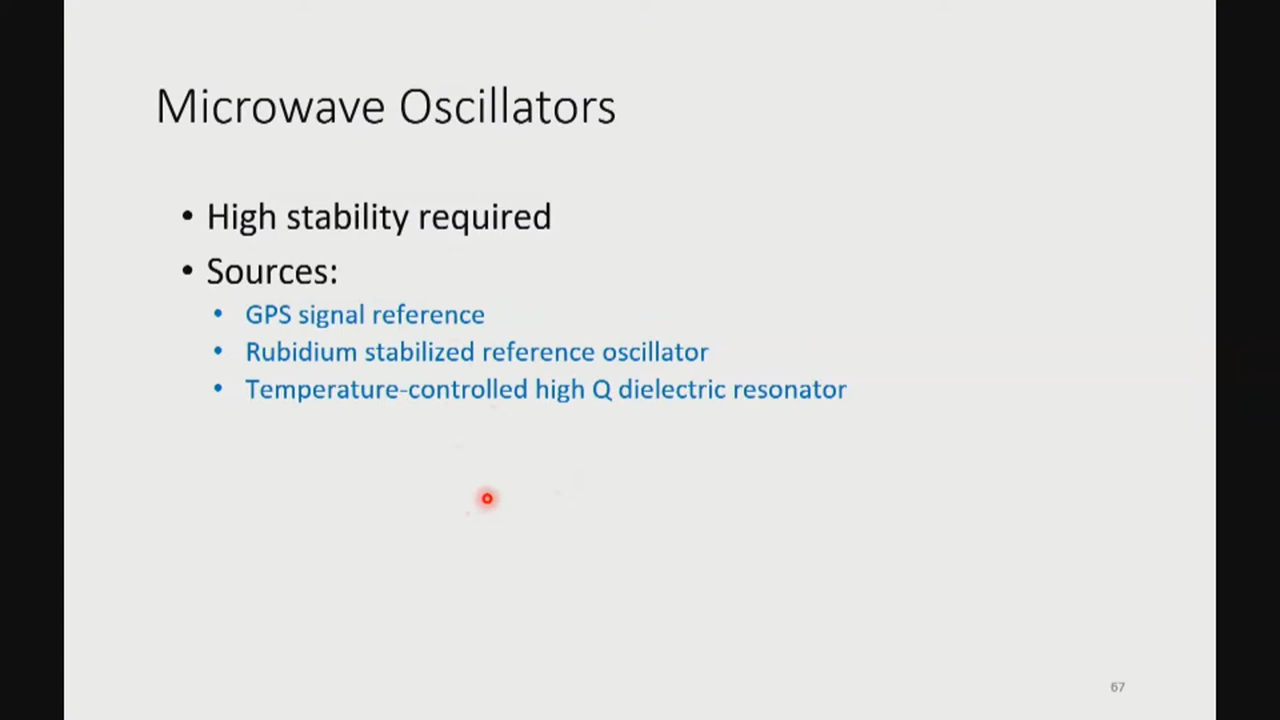 Microwave Oscillators
• High stability required
• Sources:
• GPS signal reference
• Rubidium stabilized reference oscillator
• Temperature-controlled high Q dielectric resonator
67